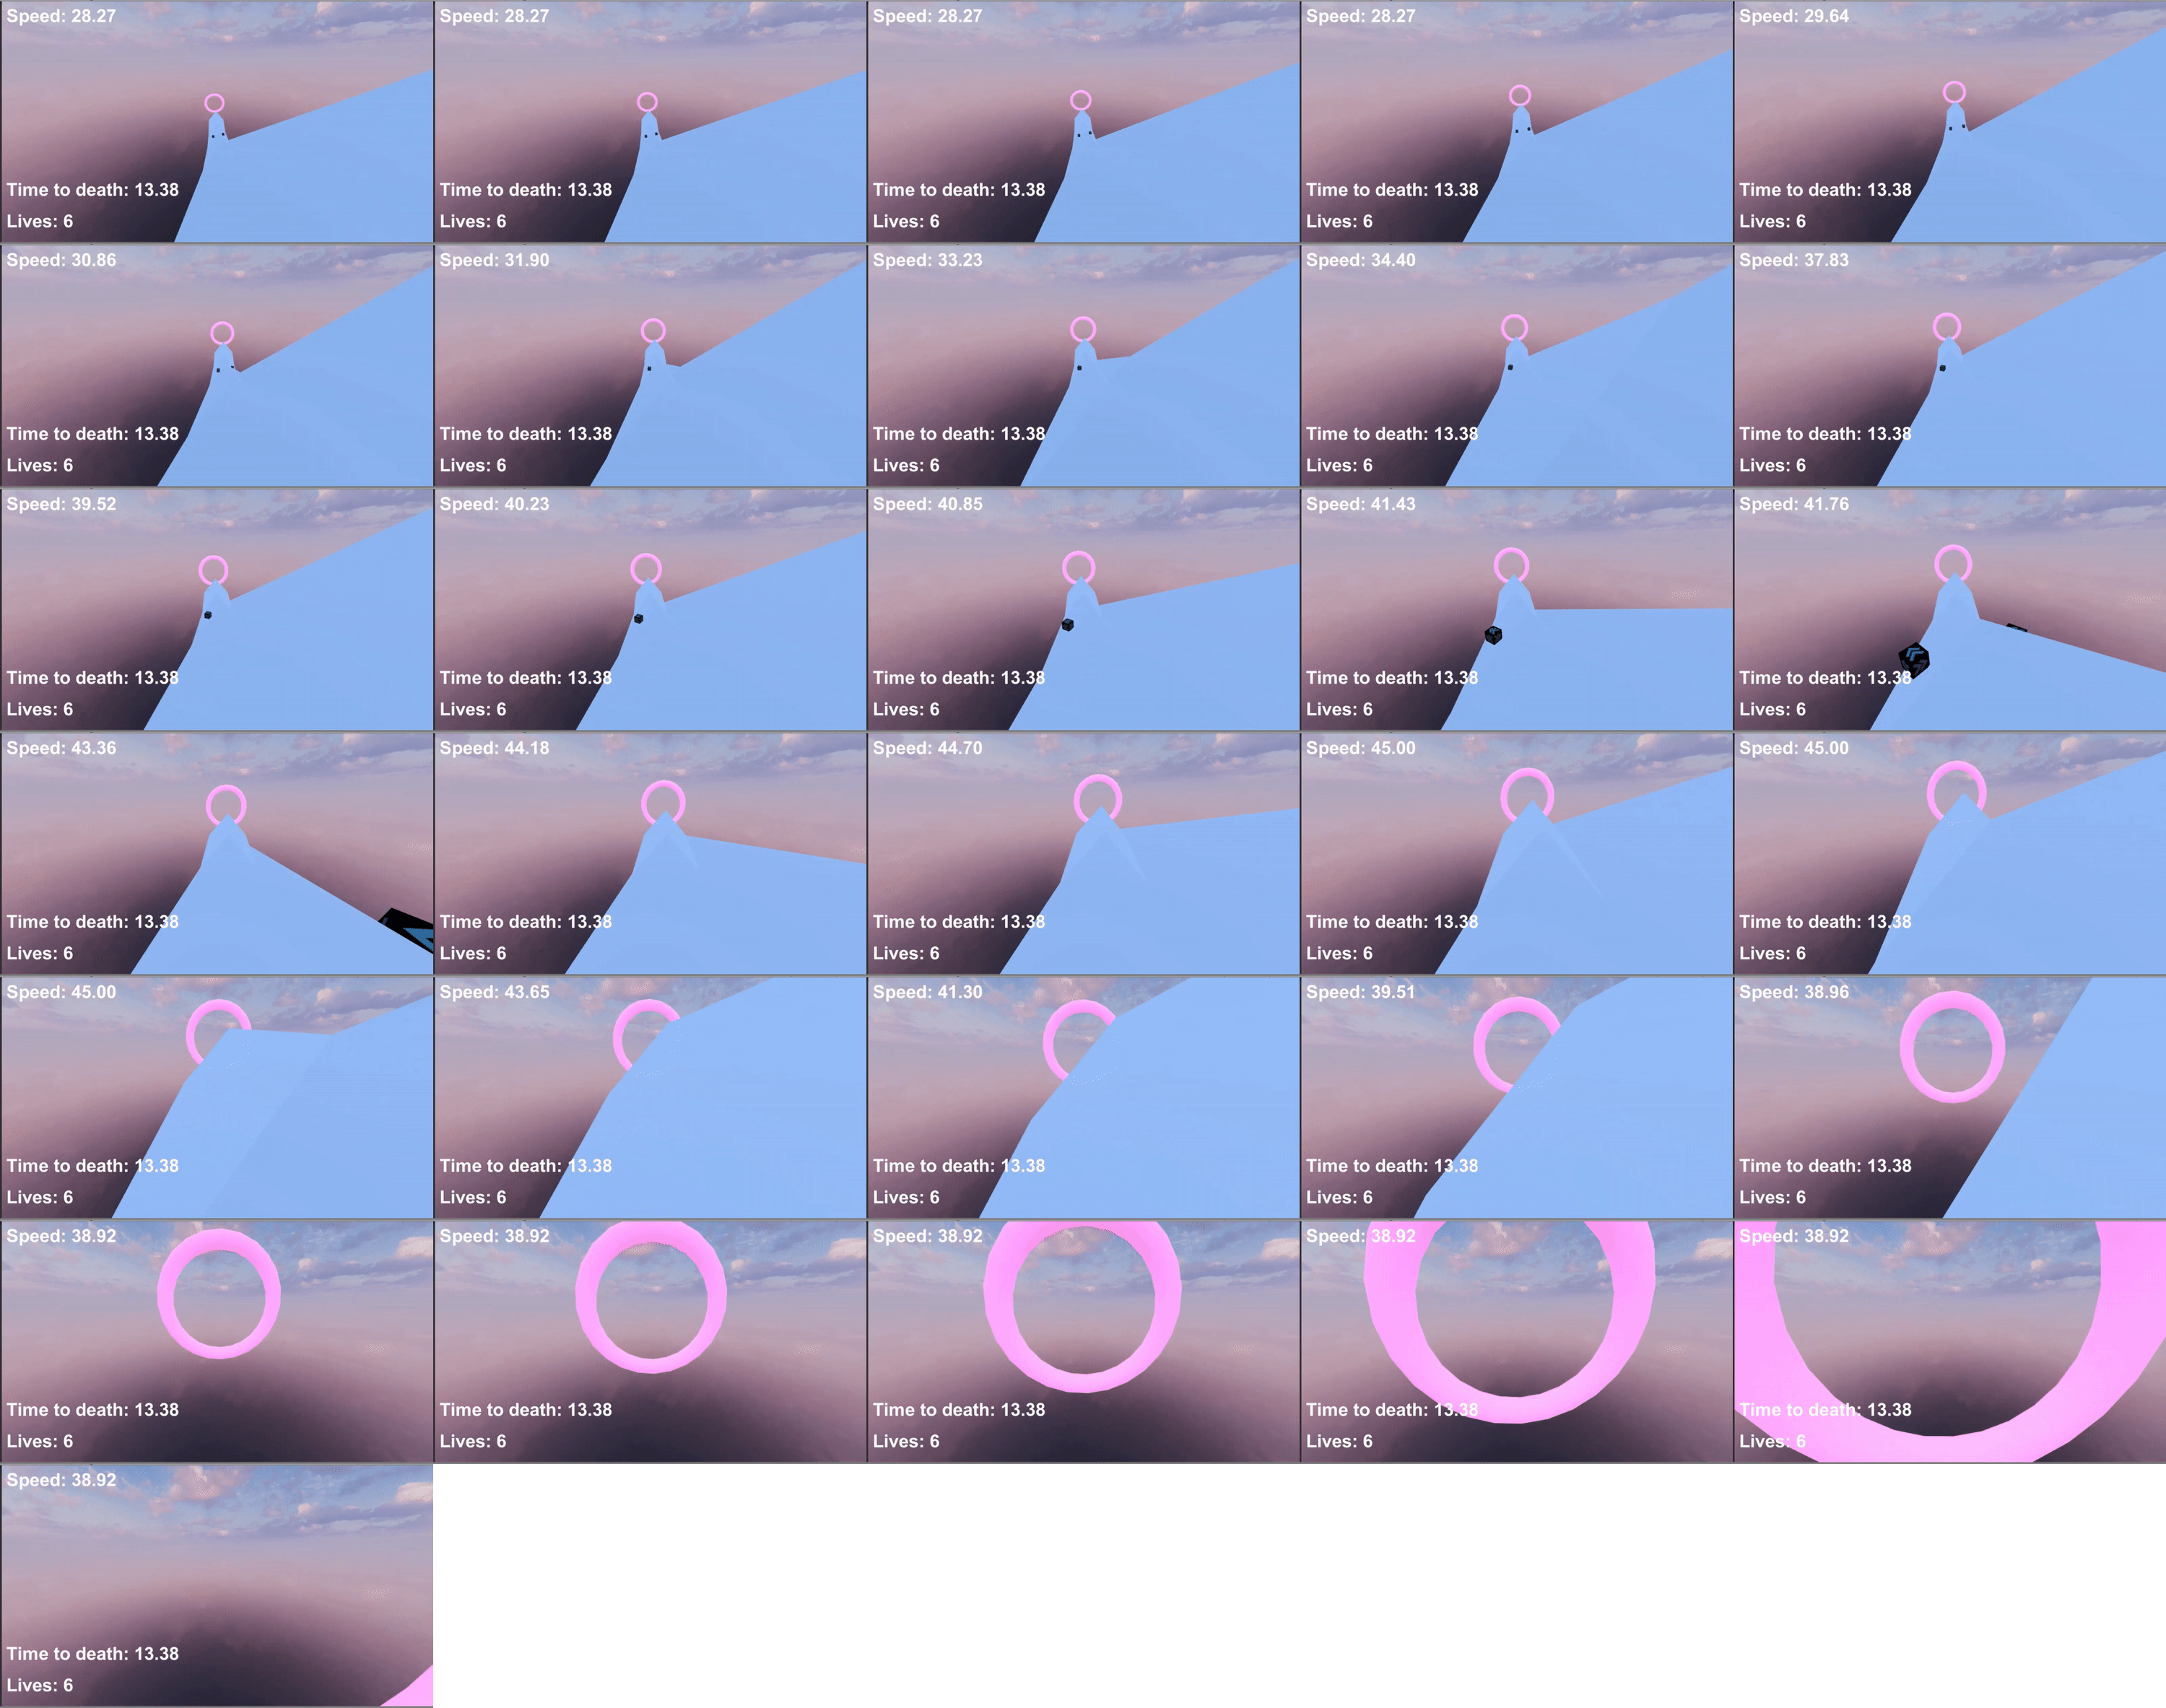 Speed: 28.27
Time to death: 13.38
Lives: 6
Speed: 28.27
Time to death: 13.38
Lives: 6
Speed: 28.27
Time to death: 13.38
Lives: 6
Speed: 28.27
Time to death: 13.38
Lives: 6
Speed: 29.64
Time to death: 13.38
Lives: 6
Speed: 30.86
Time to death: 13.38
Lives: 6
Speed: 31.90
Time to death: 13.38
Lives: 6
Speed: 33.23
Time to death: 13.38
Lives: 6
Speed: 34.40
Time to death: 13.38
Lives: 6
Speed: 37.83
Time to death: 13.38
Lives: 6
Speed: 39.52
Time to death: 13.38
Lives: 6
Speed: 40.23
Time to death: 13.38
Lives: 6
Speed: 40.85
Time to death: 13.38
Lives: 6
Speed: 41.43
Time to death: 13.38
Lives: 6
Speed: 41.76
Time to death: 13.38
Lives: 6
Speed: 43.36
Time to death: 13.38
Lives: 6
Speed: 44.18
Time to death: 13.38
Lives: 6
Speed: 44.70
Time to death: 13.38
Lives: 6
Speed: 45.00
Time to death: 13.38
Lives: 6
Speed: 45.00
Time to death: 13.38
Lives: 6
Speed: 45.00
Time to death: 13.38
Lives: 6
Speed: 43.65
Time to death: 13.38
Lives: 6
Speed: 41.30
Time to death: 13.38
Lives: 6
Speed: 39.51
Time to death: 13.38
Lives: 6
Speed: 38.96
Time to death: 13.38
Lives: 6
Speed: 38.92
Time to death: 13.38
Lives: 6
Speed: 38.92
Time to death: 13.38
Lives: 6
Speed: 38.92
Time to death: 13.38
Lives: 6
Speed: 38.92
Time to death: 13.38
Lives: 6
Speed: 38.92
Time to death: 13.38
Lives: 6
Speed: 38.92
Time to death: 13.38
Lives: 6